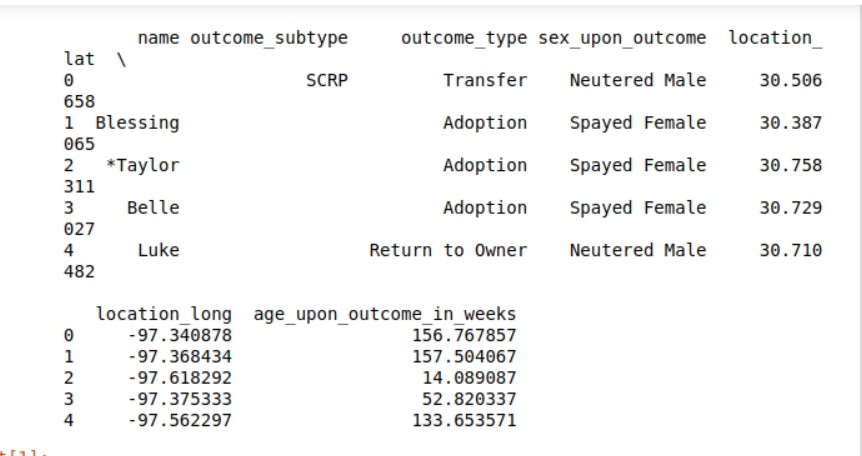 name outcome_subtype outcome_type sex_upon_outcome location_
lat \
0 SCRP Transfer Neutered Male 30.506
658
1 Blessing Adoption Spayed Female 30.387
065
2 *Taylor Adoption Spayed Female 30.758
311
3 Belle Adoption Spayed Female 30.729
027
4 Luke Return to Owner Neutered Male 30.710
482
location_long age_upon_outcome_in_weeks
0 -97.340878 156.767857
1 -97.368434 157.504067
2 -97.618292 14.089087
3 -97.375333 52.820337
4 -97.562297 133.653571
t[1]: